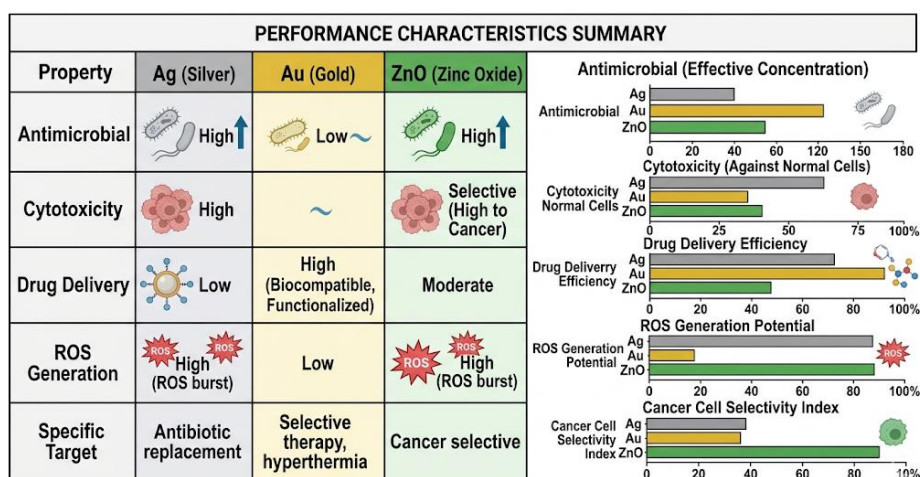 PERFORMANCE CHARACTERISTICS SUMMARY
Property
Ag (Silver)
Au (Gold)
ZnO (Zinc Oxide)
Antimicrobial
High
Low ~
High
Cytotoxicity
High
~
Selective
(High to
Cancer)
Drug Delivery
Low
High
(Biocompatible,
Functionalized)
Moderate
ROS
Generation
ROS
ROS
High
(ROS burst)
Low
ROS
ROS
High
(ROS burst)
Specific
Target
Antibiotic
replacement
Selective
therapy,
hyperthermia
Cancer selective
Antimicrobial (Effective Concentration)
Antimicrobial
Ag
Au
ZnO
0 20 40 60 120 150 180
Cytotoxicity (Against Normal Cells)
Cytotoxicity
Normal Cells
Ag
Au
ZnO
0 25 50 75 100%
Drug Delivery Efficiency
Drug Deliverry
Efficiency
Ag
Au
ZnO
0 20 40 60 80 100%
ROS Generation Potential
ROS Generation
Potential
Ag
Au
ZnO
ROS
0 20 40 60 80 100%
Cancer Cell Selectivity Index
Cancer Cell
Selectivity
Index
Ag
Au
ZnO
0 20 40 60 80 10%